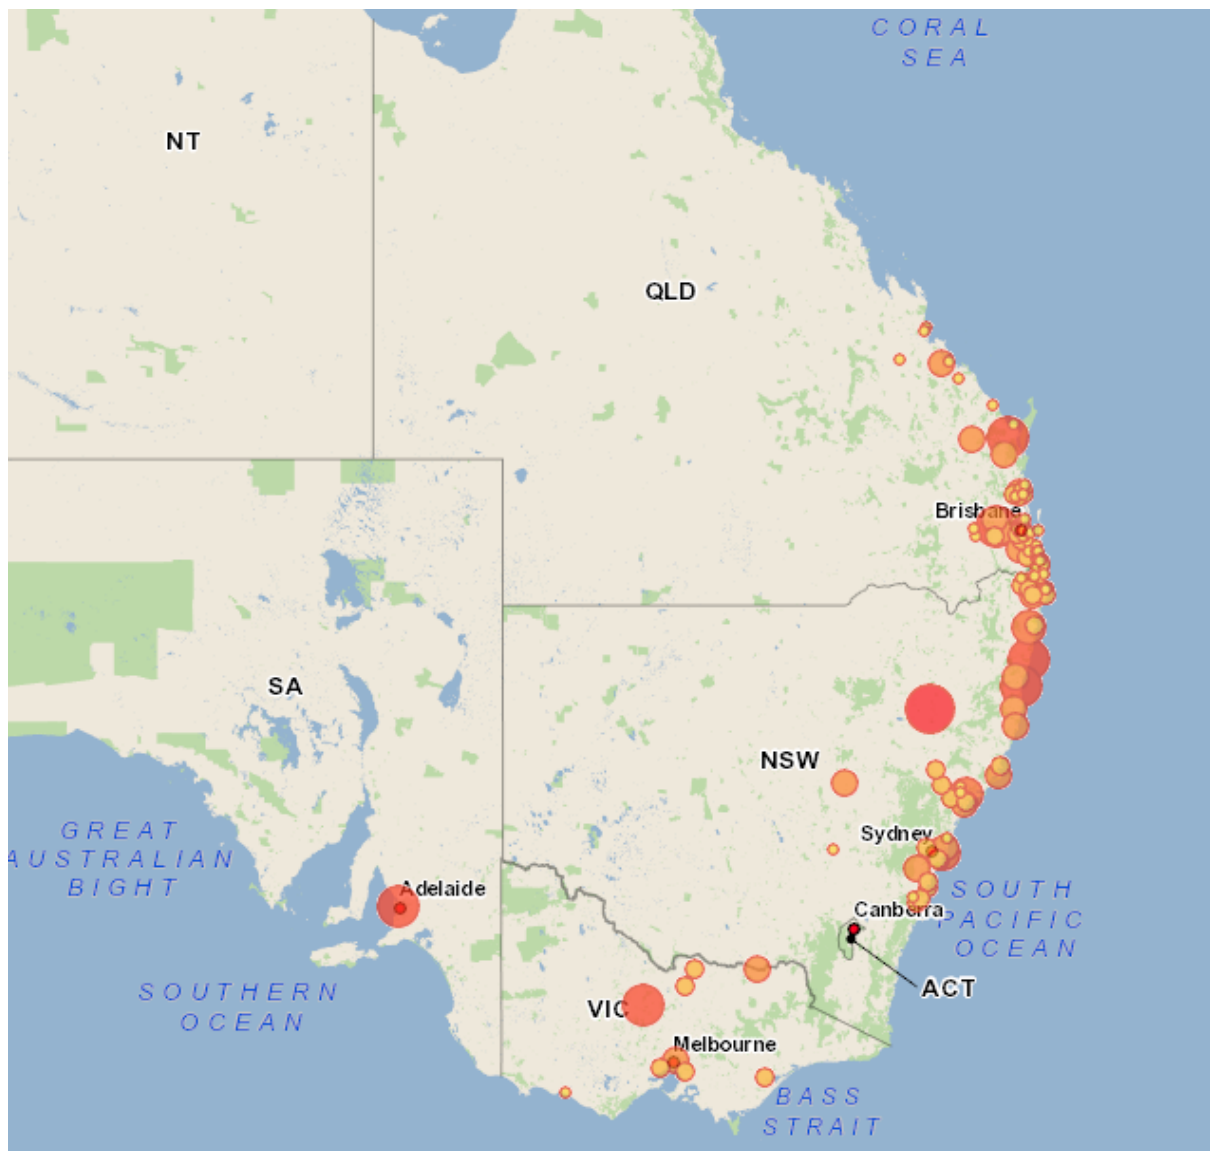 CORAL
SEA
NT
QLD
Brisbane
SA
NSW
GREAT
AUSTRALIAN
BIGHT
Sydney
Adelaide
SOUTH
PACIFIC
OCEAN
Canberra
ACT
SOUTHERN
OCEAN
VIC
Melbourne
BASS
STRAIT